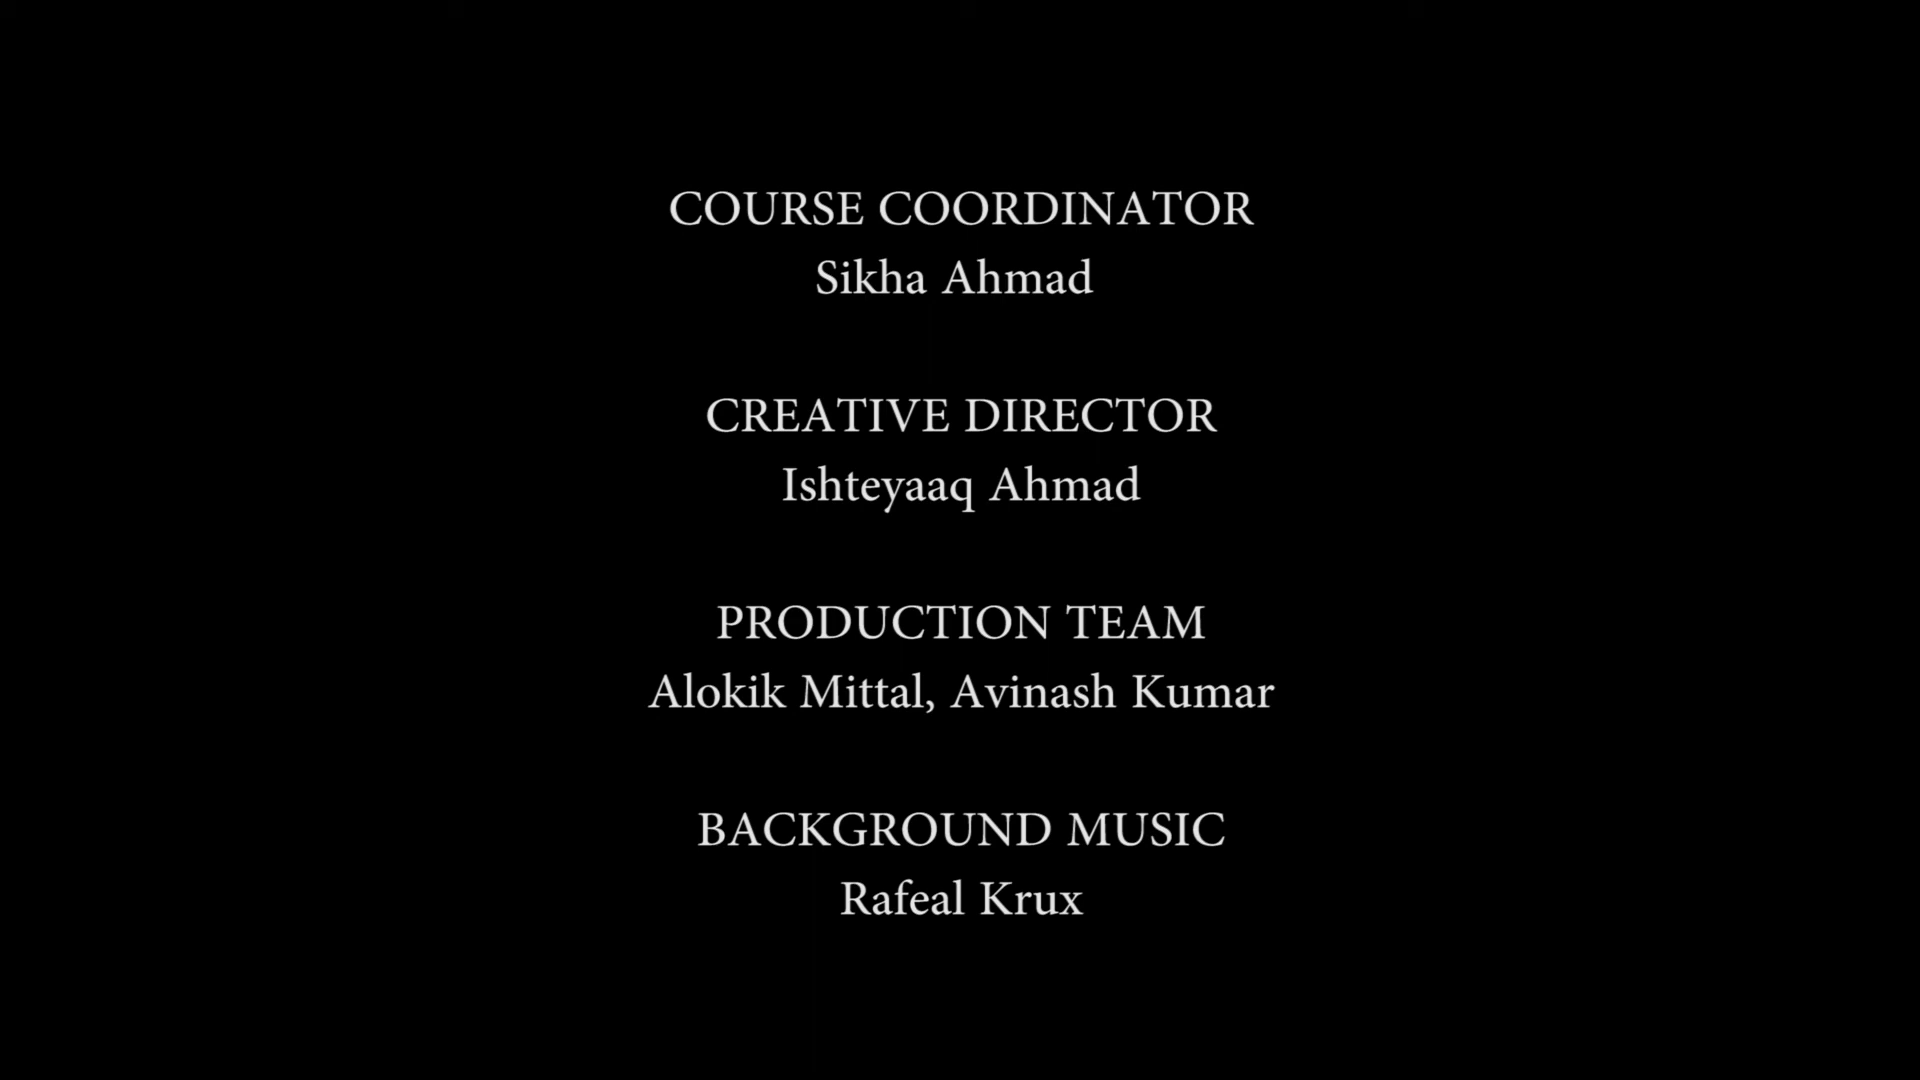 COURSE COORDINATOR
Sikha Ahmad
CREATIVE DIRECTOR
Ishteyaaq Ahmad
PRODUCTION TEAM
Alokik Mittal, Avinash Kumar
BACKGROUND MUSIC
Rafeal Krux